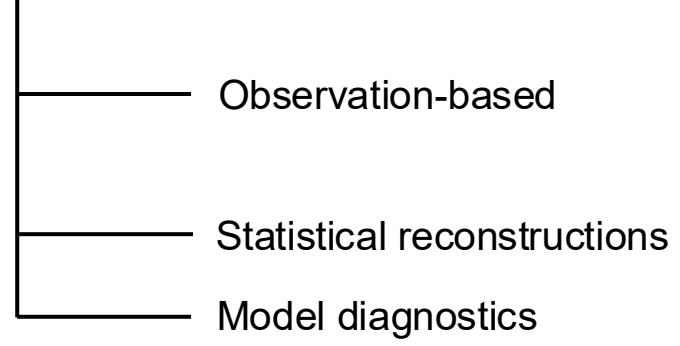 Observation-based
Statistical reconstructions
Model diagnostics